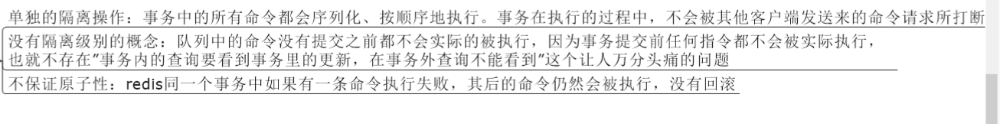 单独的隔离操作：事务中的所有命令都会序列化、按顺序地执行。事务在执行的过程中，不会被其他客户端发送来的命令请求所打断
没有隔离级别的概念：队列中的命令没有提交之前都不会实际的被执行，因为事务提交前任何指令都不会被实际执行，
也就不存在”事务内的查询要看到事务里的更新，在事务外查询不能看到”这个让人万分头痛的问题
不保证原子性：redis同一个事务中如果有一条命令执行失败，其后的命令仍然会被执行，没有回滚